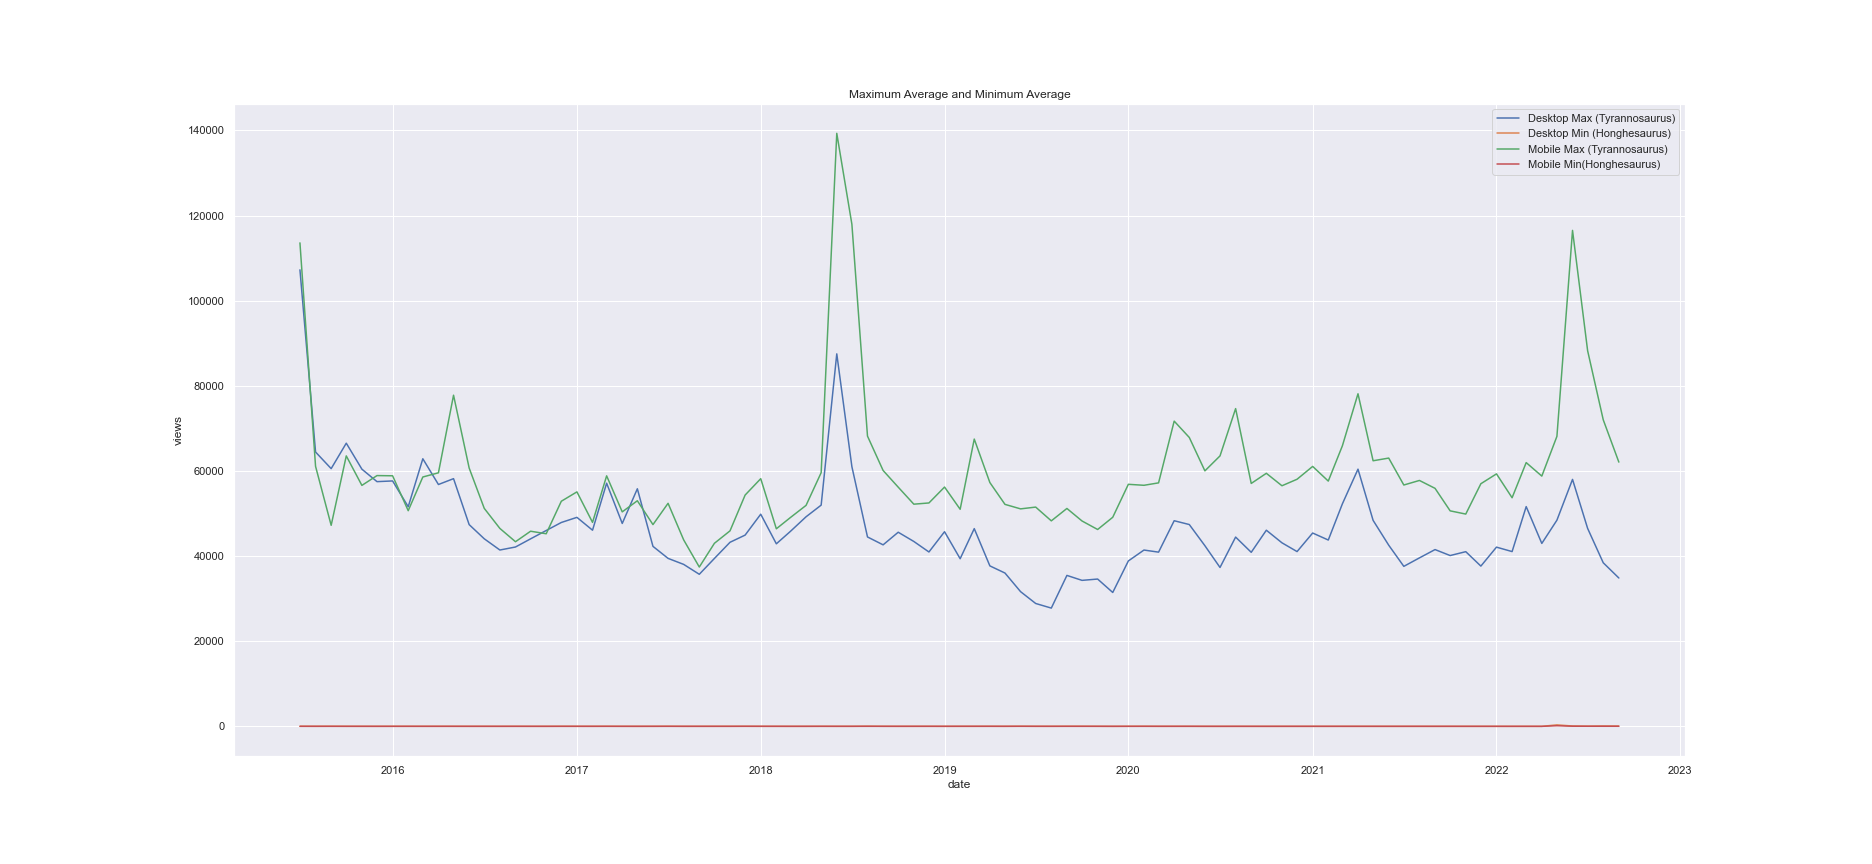 Maximum Average and Minimum Average
Desktop Max (Tyrannosaurus)
Desktop Min (Honghesaurus)
Mobile Max (Tyrannosaurus)
Mobile Min(Honghesaurus)
140000
120000
100000
80000
60000
40000
20000
0
views
2016 2017 2018 2019 2020 2021 2022 2023
date